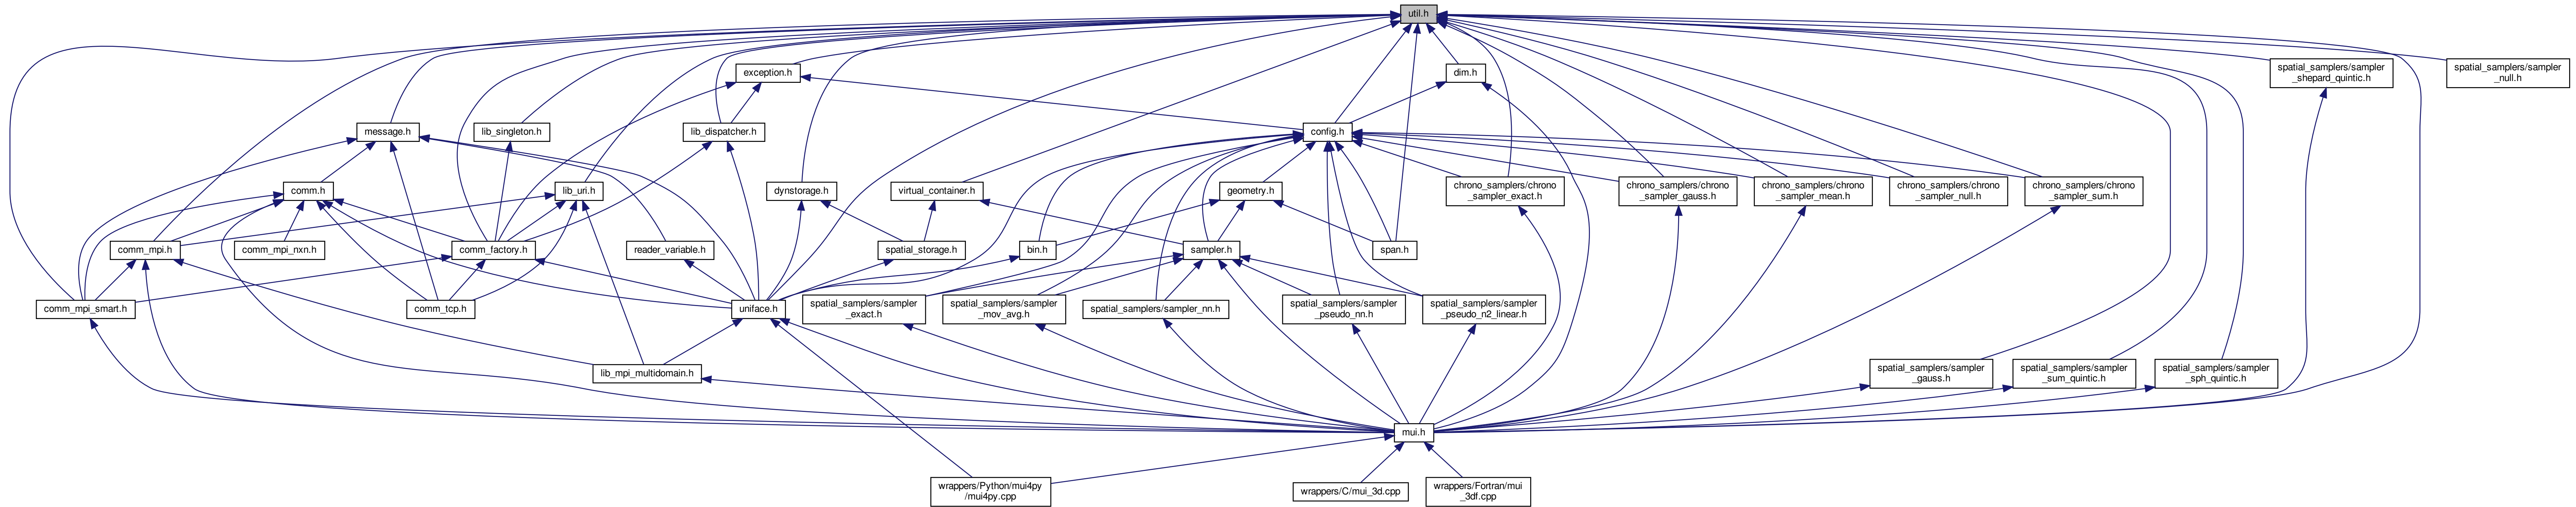 util.h
exception.h
dim.h
spatial_samplers/sampler
_shepard_quintic.h
spatial_samplers/sampler
_null.h
message.h
lib_singleton.h
lib_dispatcher.h
config.h
comm.h
lib_uri.h
dynstorage.h
virtual_container.h
geometry.h
chrono_samplers/chrono
_sampler_exact.h
chrono_samplers/chrono
_sampler_gauss.h
chrono_samplers/chrono
_sampler_mean.h
chrono_samplers/chrono
_sampler_null.h
chrono_samplers/chrono
_sampler_sum.h
comm_mpi.h
comm_mpi_nxn.h
comm_factory.h
reader_variable.h
spatial_storage.h
bin.h
sampler.h
span.h
comm_mpi_smart.h
comm_tcp.h
uniface.h
spatial_samplers/sampler
_exact.h
spatial_samplers/sampler
_mov_avg.h
spatial_samplers/sampler_nn.h
spatial_samplers/sampler
_pseudo_nn.h
spatial_samplers/sampler
_pseudo_n2_linear.h
lib_mpi_multidomain.h
spatial_samplers/sampler
_gauss.h
spatial_samplers/sampler
_sum_quintic.h
spatial_samplers/sampler
_sph_quintic.h
mui.h
wrappers/Python/mui4py
/mui4py.cpp
wrappers/C/mui_3d.cpp
wrappers/Fortran/mui
_3df.cpp